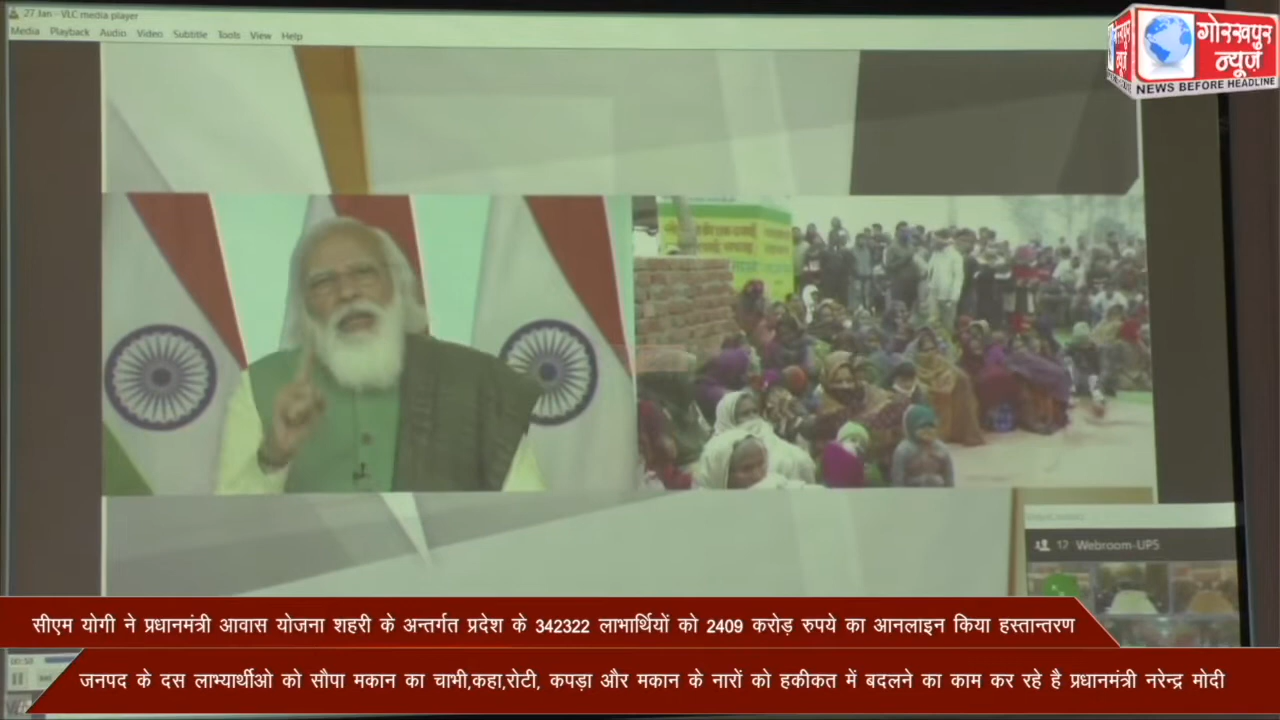 27 Jan - VLC media player
Media Playback Audio Video Subtitle Tools View Help
गोरखपुर
न्यूज़
NEWS BEFORE HEADLINE
12 Webroom-UPS
सीएम योगी ने प्रधानमंत्री आवास योजना शहरी के अन्तर्गत प्रदेश के 342322 लाभार्थियों को 2409 करोड़ रुपये का आनलाइन किया हस्तान्तरण
जनपद के दस लाभ्यार्थीओ को सौपा मकान का चाभी,कहा,रोटी, कपड़ा और मकान के नारों को हकीकत में बदलने का काम कर रहे है प्रधानमंत्री नरेन्द्र मोदी